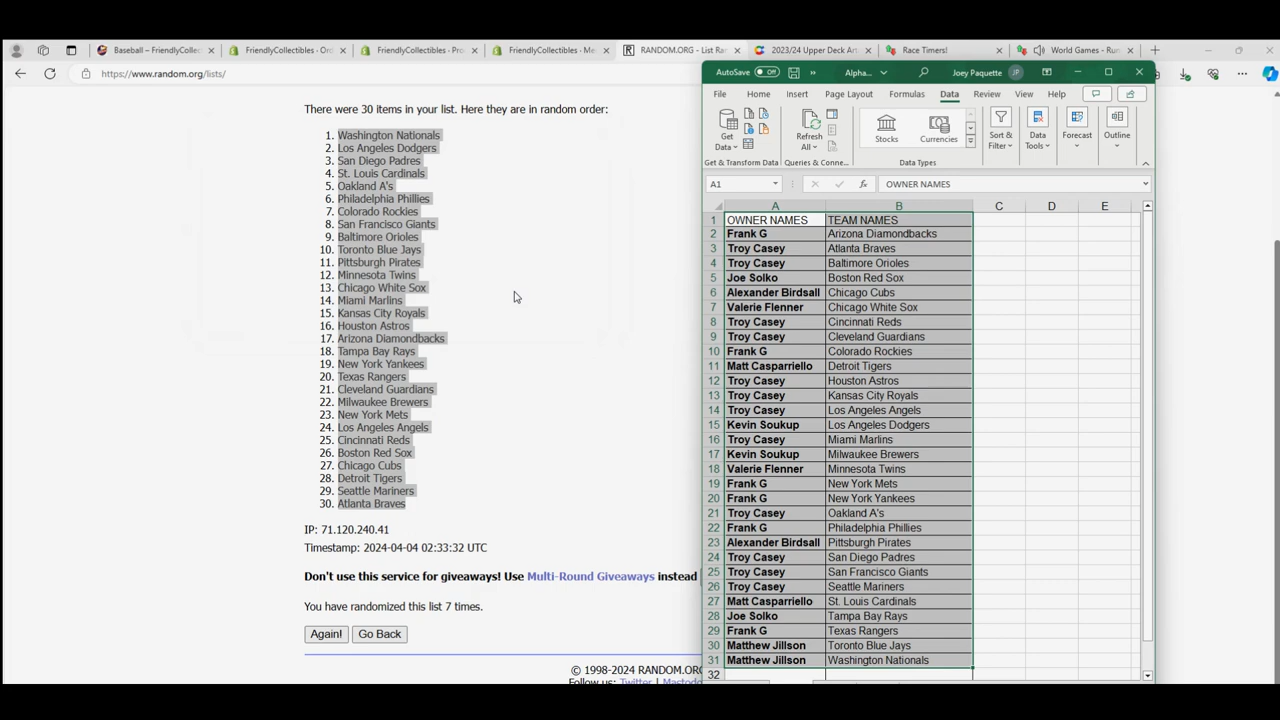 Baseball – FriendlyCollect
FriendlyCollectibles - Or
FriendlyCollectibles - Pro
FriendlyCollectibles - Me
RANDOM.ORG - List Ran
2023/24 Upper Deck Art
Race Timers!
World Games - Run
https://www.random.org/lists/
There were 30 items in your list. Here they are in random order:
1. Washington Nationals
2. Los Angeles Dodgers
3. San Diego Padres
4. St. Louis Cardinals
5. Oakland A's
6. Philadelphia Phillies
7. Colorado Rockies
8. San Francisco Giants
9. Baltimore Orioles
10. Toronto Blue Jays
11. Pittsburgh Pirates
12. Minnesota Twins
13. Chicago White Sox
14. Miami Marlins
15. Kansas City Royals
16. Houston Astros
17. Arizona Diamondbacks
18. Tampa Bay Rays
19. New York Yankees
20. Texas Rangers
21. Cleveland Guardians
22. Milwaukee Brewers
23. New York Mets
24. Los Angeles Angels
25. Cincinnati Reds
26. Boston Red Sox
27. Chicago Cubs
28. Detroit Tigers
29. Seattle Mariners
30. Atlanta Braves
IP: 71.120.240.41
Timestamp: 2024-04-04 02:33:32 UTC
Don't use this service for giveaways! Use Multi-Round Giveaways instead
You have randomized this list 7 times.
Again! Go Back
© 1998-2024 RANDOM.ORG
Follow us: Twitter | Mastodo
AutoSave Off Alpha... Joey Paquette JP
File Home Insert Page Layout Formulas Data Review View Help
Get Data Refresh All Stocks Currencies Sort & Filter Data Tools Forecast Outline
Get & Transform Data Queries & Connec... Data Types
A1 fx OWNER NAMES
A B C D E
1 OWNER NAMES TEAM NAMES
2 Frank G Arizona Diamondbacks
3 Troy Casey Atlanta Braves
4 Troy Casey Baltimore Orioles
5 Joe Solko Boston Red Sox
6 Alexander Birdsall Chicago Cubs
7 Valerie Flenner Chicago White Sox
8 Troy Casey Cincinnati Reds
9 Troy Casey Cleveland Guardians
10 Frank G Colorado Rockies
11 Matt Casparriello Detroit Tigers
12 Troy Casey Houston Astros
13 Troy Casey Kansas City Royals
14 Troy Casey Los Angeles Angels
15 Kevin Soukup Los Angeles Dodgers
16 Troy Casey Miami Marlins
17 Kevin Soukup Milwaukee Brewers
18 Valerie Flenner Minnesota Twins
19 Frank G New York Mets
20 Frank G New York Yankees
21 Troy Casey Oakland A's
22 Frank G Philadelphia Phillies
23 Alexander Birdsall Pittsburgh Pirates
24 Troy Casey San Diego Padres
25 Troy Casey San Francisco Giants
26 Troy Casey Seattle Mariners
27 Matt Casparriello St. Louis Cardinals
28 Joe Solko Tampa Bay Rays
29 Frank G Texas Rangers
30 Matthew Jillson Toronto Blue Jays
31 Matthew Jillson Washington Nationals
32